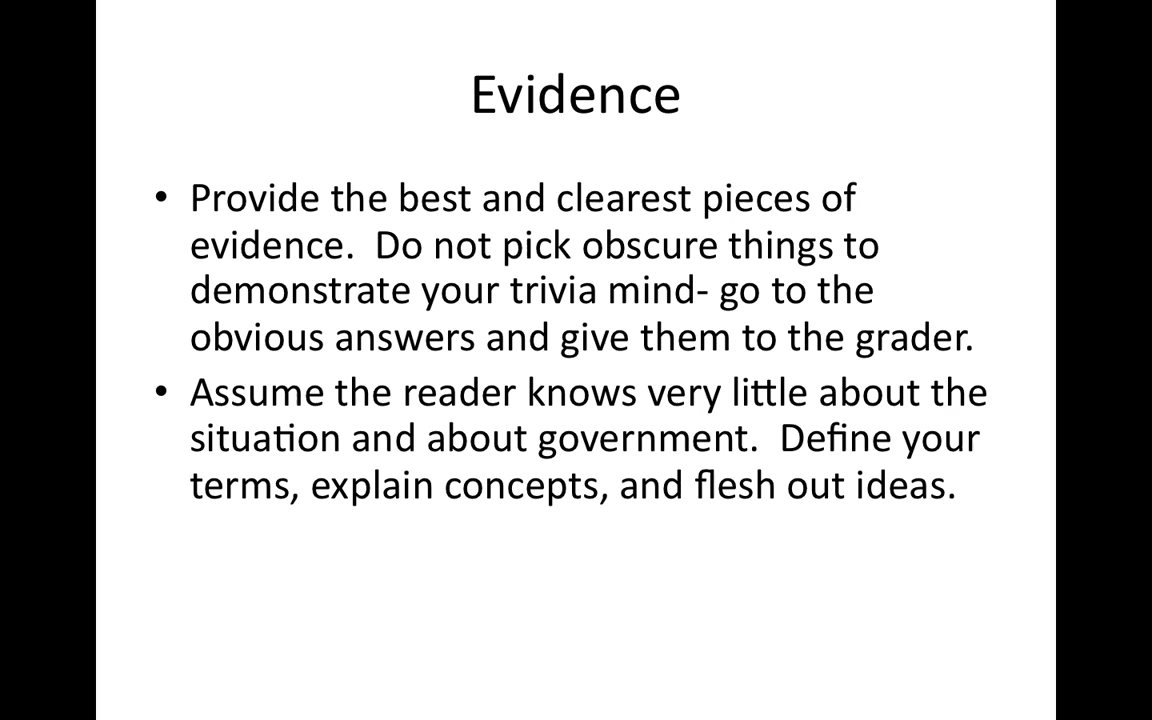 Evidence
• Provide the best and clearest pieces of
evidence.  Do not pick obscure things to
demonstrate your trivia mind- go to the
obvious answers and give them to the grader.
• Assume the reader knows very little about the
situation and about government.  Define your
terms, explain concepts, and flesh out ideas.